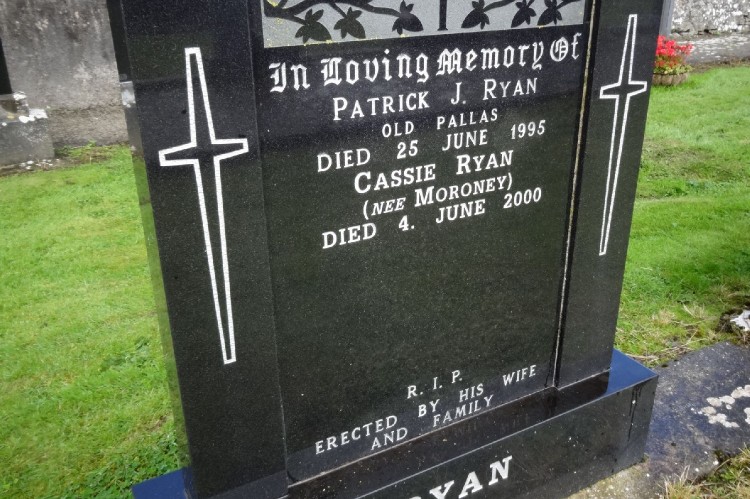 In Loving Memory Of
PATRICK J. RYAN
OLD PALLAS
DIED 25 JUNE 1995
CASSIE RYAN
(NEE MORONEY)
DIED 4. JUNE 2000
R. I. P.
ERECTED BY HIS WIFE
AND FAMILY
RYAN